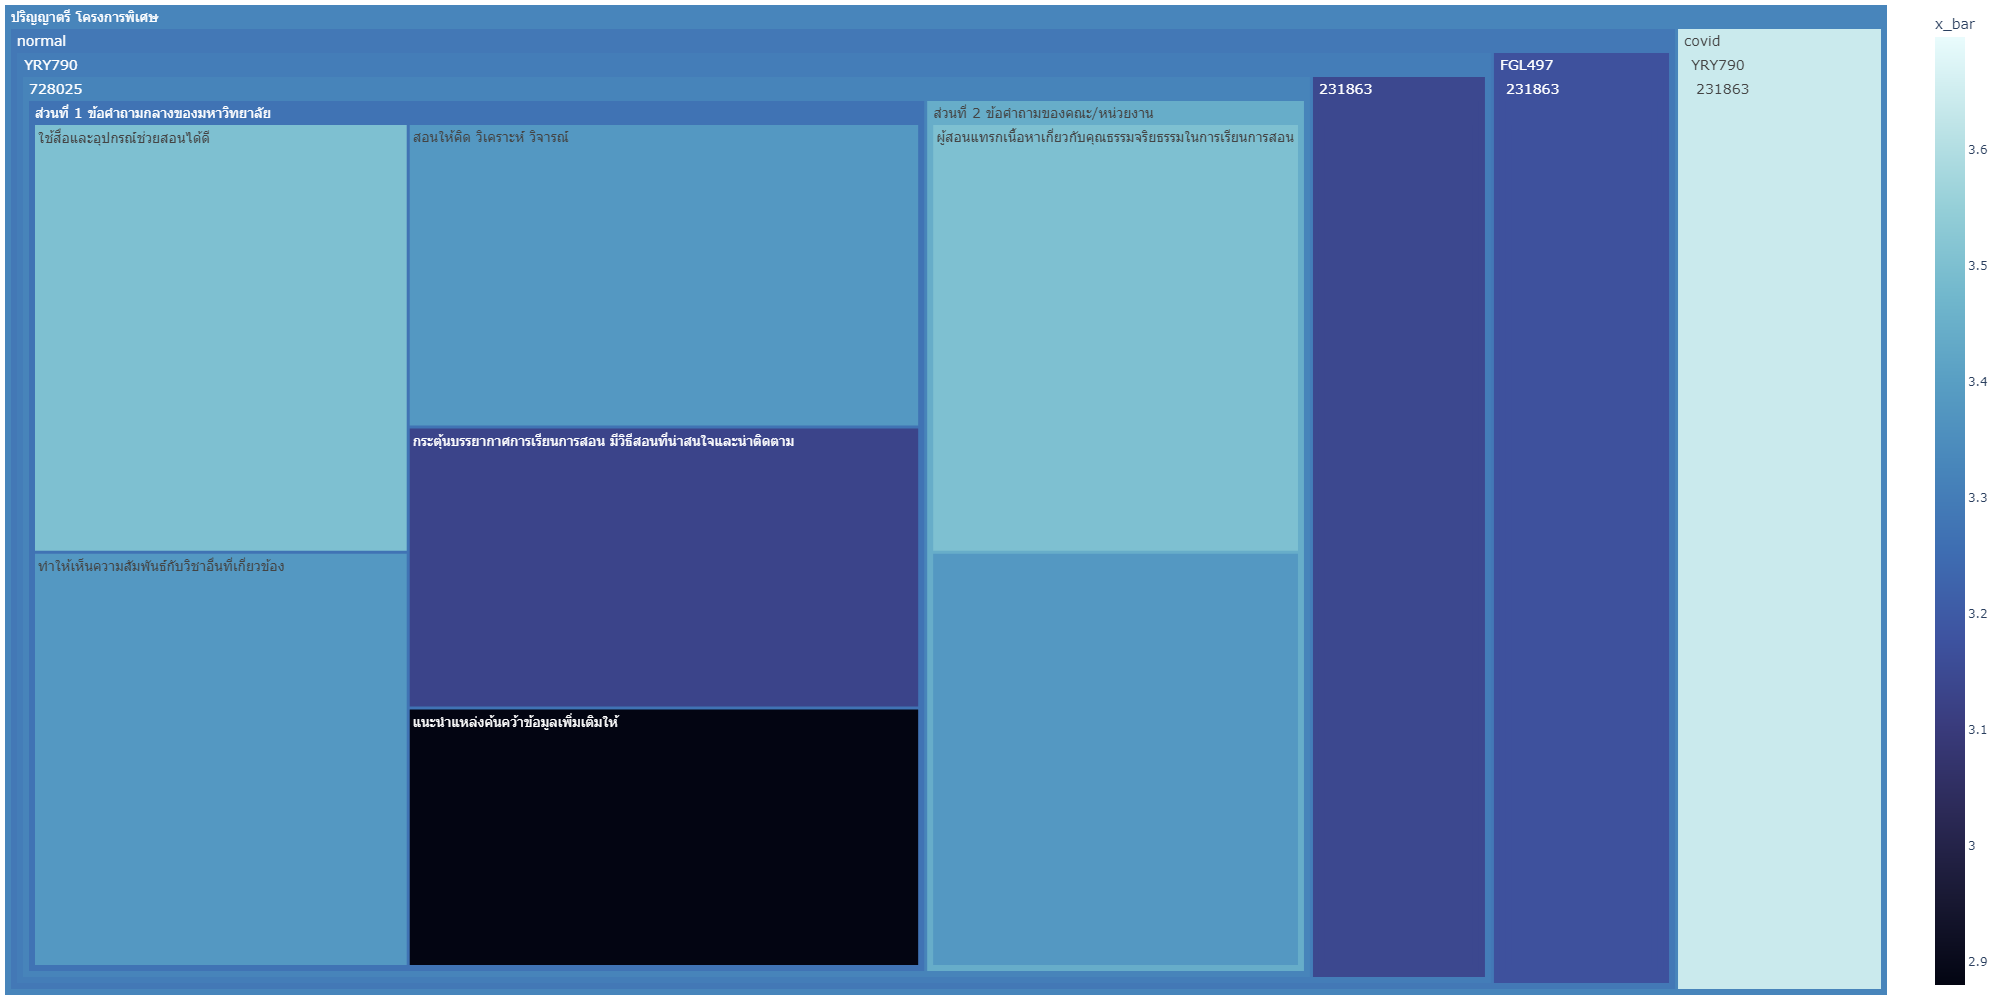 ปริญญาตรี โครงการพิเศษ
normal
YRY790
728025
ส่วนที่ 1 ข้อคำถามกลางของมหาวิทยาลัย
ใช้สื่อและอุปกรณ์ช่วยสอนได้ดี
ทำให้เห็นความสัมพันธ์กับวิชาอื่นที่เกี่ยวข้อง
สอนให้คิด วิเคราะห์ วิจารณ์
กระตุ้นบรรยากาศการเรียนการสอน มีวิธีสอนที่น่าสนใจและน่าติดตาม
แนะนำแหล่งค้นคว้าข้อมูลเพิ่มเติมให้
ส่วนที่ 2 ข้อคำถามของคณะ/หน่วยงาน
ผู้สอนแทรกเนื้อหาเกี่ยวกับคุณธรรมจริยธรรมในการเรียนการสอน
231863
FGL497
231863
covid
YRY790
231863
x_bar
3.6
3.5
3.4
3.3
3.2
3.1
3
2.9